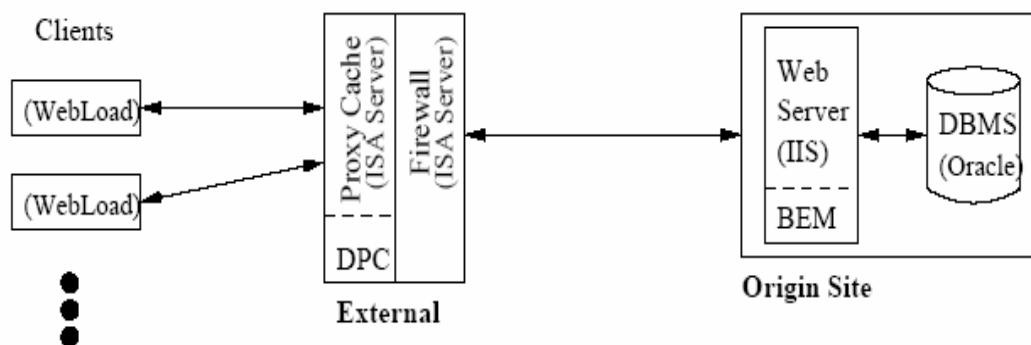 Clients
(WebLoad)
(WebLoad)
Proxy Cache
(ISA Server)
DPC
Firewall
(ISA Server)
External
Web
Server
(IIS)
BEM
DBMS
(Oracle)
Origin Site